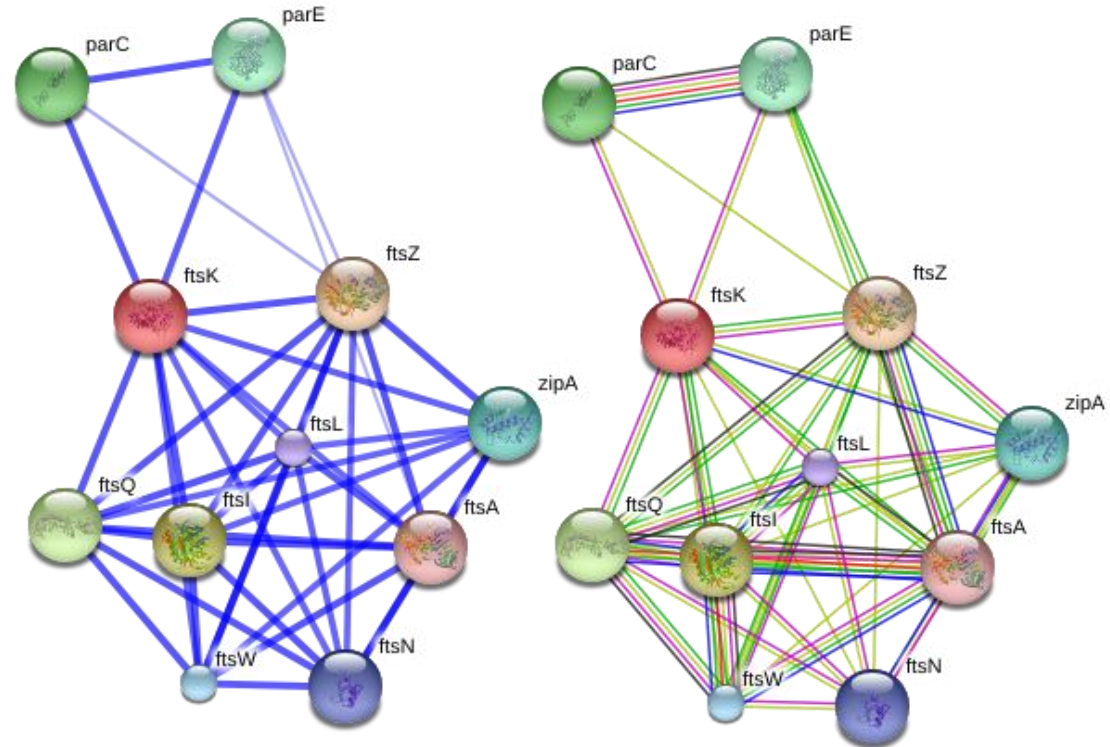 parC
parE
ftsK
ftsZ
zipA
ftsL
ftsQ
ftsI
ftsA
ftsW
ftsN
parC
parE
ftsK
ftsZ
zipA
ftsL
ftsQ
ftsI
ftsA
ftsW
ftsN